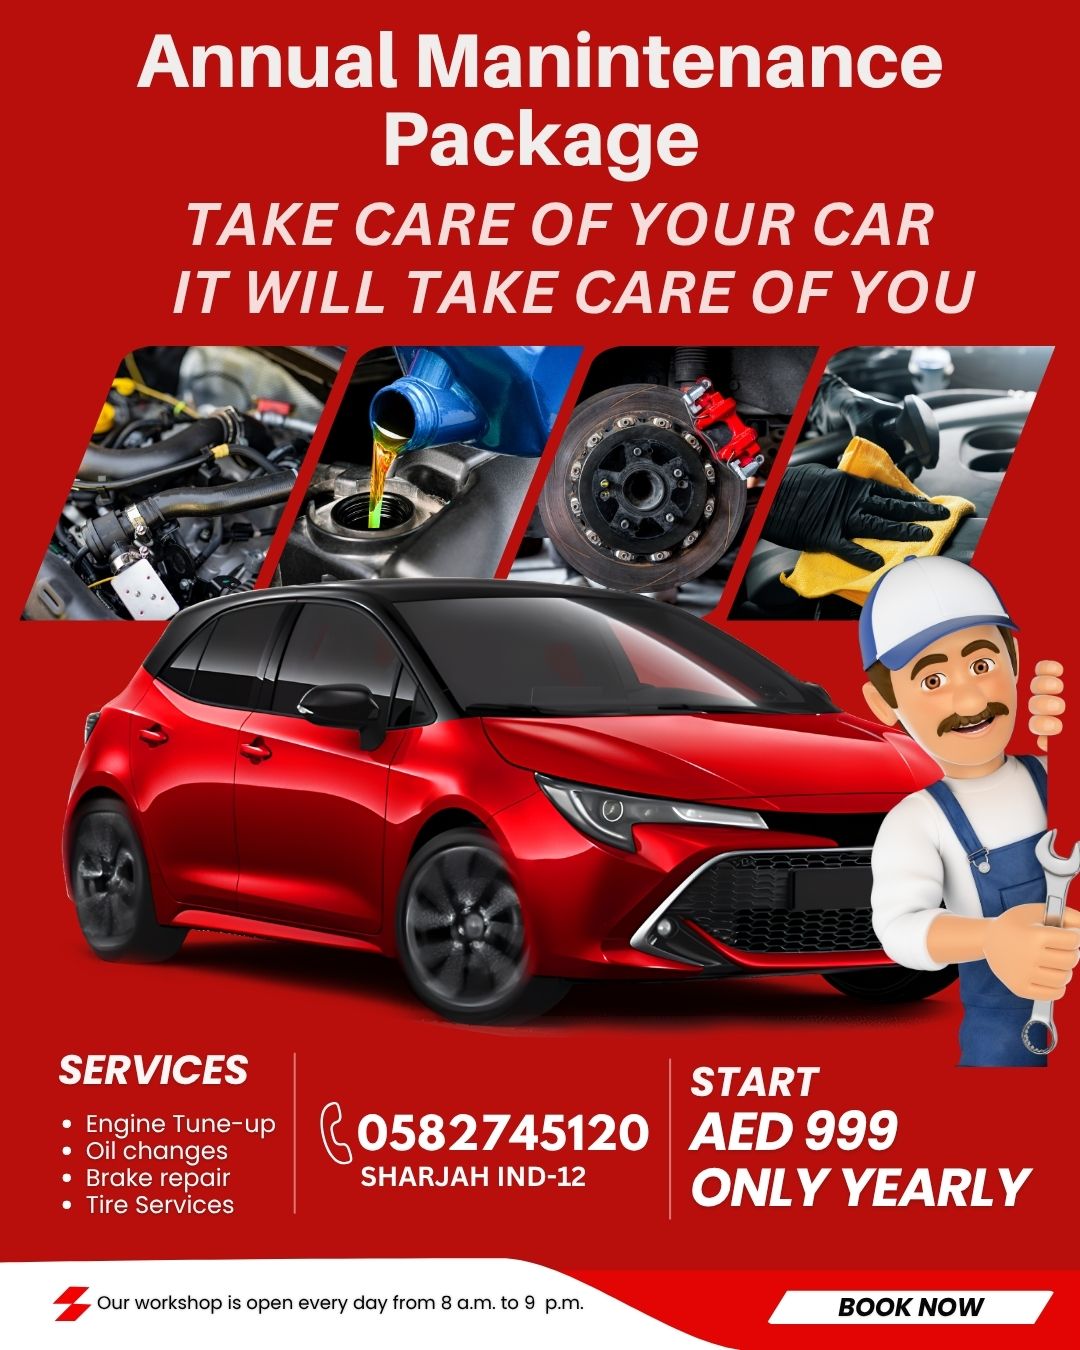 Annual Manintenance
Package
TAKE CARE OF YOUR CAR
IT WILL TAKE CARE OF YOU
SERVICES
• Engine Tune-up
• Oil changes
• Brake repair
• Tire Services
0582745120
SHARJAH IND-12
START
AED 999
ONLY YEARLY
Our workshop is open every day from 8 a.m. to 9 p.m.
BOOK NOW